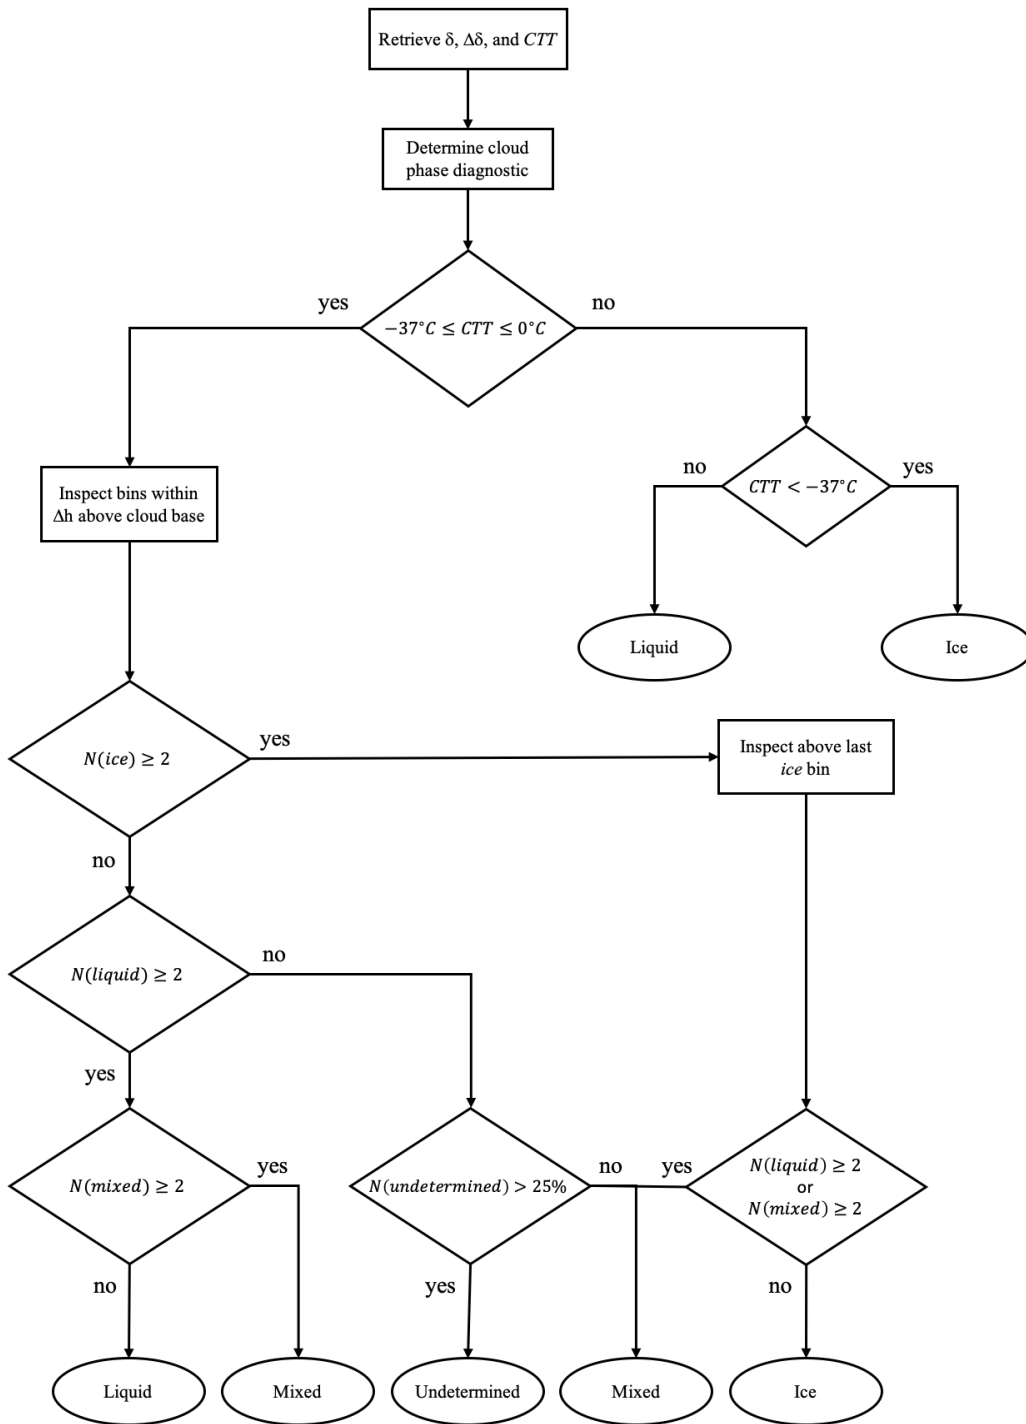 Retrieve δ, Δδ, and CTT
Determine cloud
phase diagnostic
yes
no
−37°C ≤ CTT ≤ 0°C
no
yes
CTT < −37°C
Inspect bins within
Δh above cloud base
Liquid
Ice
yes
N(ice) ≥ 2
Inspect above last
ice bin
no
no
N(liquid) ≥ 2
yes
yes
no
yes
N(mixed) ≥ 2
N(undetermined) > 25%
N(liquid) ≥ 2
or
N(mixed) ≥ 2
no
yes
no
Liquid
Mixed
Undetermined
Mixed
Ice